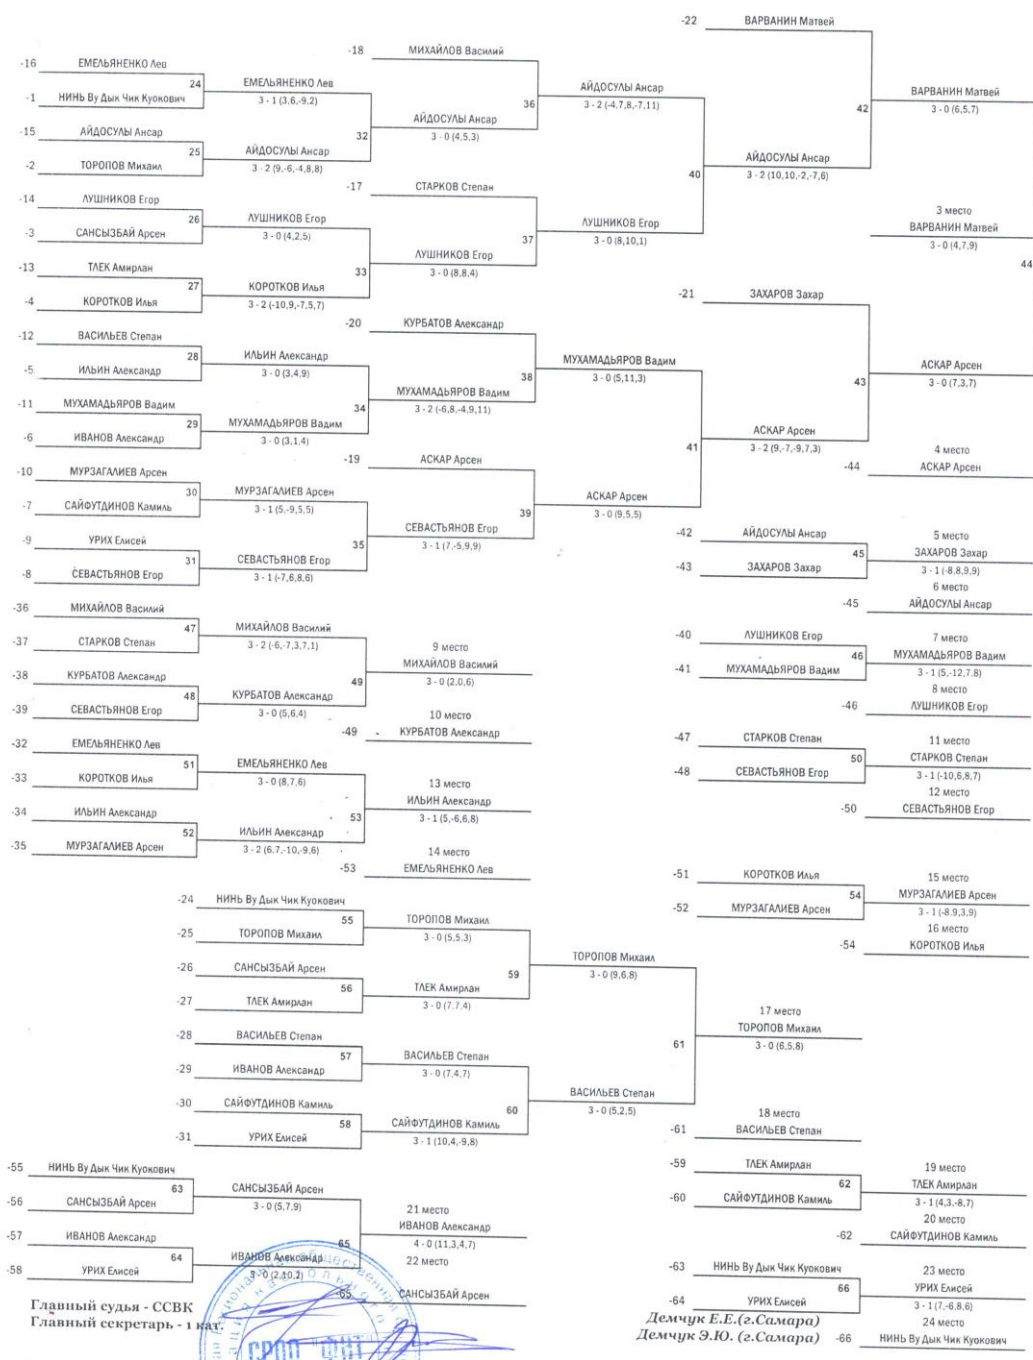 -22 ВАРВАНИН Матвей
-18 МИХАЙЛОВ Василий
-16 ЕМЕЛЬЯНЕНКО Лев
24 ЕМЕЛЬЯНЕНКО Лев
3 - 1 (3,6,-9,2)
-1 НИНЬ Ву Дык Чик Куокович
36 АЙДОСУЛЫ Ансар
3 - 2 (-4,7,8,-7,11)
42 ВАРВАНИН Матвей
3 - 0 (6,5,7)
32 АЙДОСУЛЫ Ансар
3 - 0 (4,5,3)
-15 АЙДОСУЛЫ Ансар
25 АЙДОСУЛЫ Ансар
3 - 2 (9,-6,-4,8,8)
-2 ТОРОПОВ Михаил
40 АЙДОСУЛЫ Ансар
3 - 2 (10,10,-2,-7,6)
-17 СТАРКОВ Степан
-14 ЛУШНИКОВ Егор
26 ЛУШНИКОВ Егор
3 - 0 (4,2,5)
-3 САНСЫЗБАЙ Арсен
37 ЛУШНИКОВ Егор
3 - 0 (8,10,1)
3 место
ВАРВАНИН Матвей
3 - 0 (4,7,9)
44
33 ЛУШНИКОВ Егор
3 - 0 (8,8,4)
-13 ТЛЕК Амирлан
27 КОРОТКОВ Илья
3 - 2 (-10,9,-7,5,7)
-4 КОРОТКОВ Илья
-21 ЗАХАРОВ Захар
-20 КУРБАТОВ Александр
-12 ВАСИЛЬЕВ Степан
28 ИЛЬИН Александр
3 - 0 (3,4,9)
-5 ИЛЬИН Александр
38 МУХАМАДЬЯРОВ Вадим
3 - 0 (5,11,3)
43 АСКАР Арсен
3 - 0 (7,3,7)
34 МУХАМАДЬЯРОВ Вадим
3 - 2 (-6,8,-4,9,11)
-11 МУХАМАДЬЯРОВ Вадим
29 МУХАМАДЬЯРОВ Вадим
3 - 0 (3,1,4)
-6 ИВАНОВ Александр
41 АСКАР Арсен
3 - 2 (9,-7,-9,7,3)
-19 АСКАР Арсен
4 место
-44 АСКАР Арсен
-10 МУРЗАГАЛИЕВ Арсен
30 МУРЗАГАЛИЕВ Арсен
3 - 1 (5,-9,5,5)
-7 САЙФУТДИНОВ Камиль
39 АСКАР Арсен
3 - 0 (9,5,5)
35 СЕВАСТЬЯНОВ Егор
3 - 1 (7,-5,9,9)
-9 УРИХ Елисей
31 СЕВАСТЬЯНОВ Егор
3 - 1 (-7,6,8,6)
-8 СЕВАСТЬЯНОВ Егор
-42 АЙДОСУЛЫ Ансар
5 место
45 ЗАХАРОВ Захар
3 - 1 (-8,8,9,9)
-43 ЗАХАРОВ Захар
6 место
-45 АЙДОСУЛЫ Ансар
-36 МИХАЙЛОВ Василий
47 МИХАЙЛОВ Василий
3 - 2 (-6,-7,3,7,1)
-37 СТАРКОВ Степан
9 место
49 МИХАЙЛОВ Василий
3 - 0 (2,0,6)
-38 КУРБАТОВ Александр
48 КУРБАТОВ Александр
3 - 0 (5,6,4)
-39 СЕВАСТЬЯНОВ Егор
10 место
-49 КУРБАТОВ Александр
-40 ЛУШНИКОВ Егор
7 место
46 МУХАМАДЬЯРОВ Вадим
3 - 1 (5,-12,7,8)
-41 МУХАМАДЬЯРОВ Вадим
8 место
-46 ЛУШНИКОВ Егор
-47 СТАРКОВ Степан
11 место
50 СТАРКОВ Степан
3 - 1 (-10,6,8,7)
-48 СЕВАСТЬЯНОВ Егор
12 место
-50 СЕВАСТЬЯНОВ Егор
-32 ЕМЕЛЬЯНЕНКО Лев
51 ЕМЕЛЬЯНЕНКО Лев
3 - 0 (8,7,6)
-33 КОРОТКОВ Илья
13 место
53 ИЛЬИН Александр
3 - 1 (5,-6,6,8)
-34 ИЛЬИН Александр
52 ИЛЬИН Александр
3 - 2 (6,7,-10,-9,6)
-35 МУРЗАГАЛИЕВ Арсен
14 место
-53 ЕМЕЛЬЯНЕНКО Лев
-51 КОРОТКОВ Илья
15 место
54 МУРЗАГАЛИЕВ Арсен
3 - 1 (-8,9,3,9)
-52 МУРЗАГАЛИЕВ Арсен
16 место
-54 КОРОТКОВ Илья
-24 НИНЬ Ву Дык Чик Куокович
55 ТОРОПОВ Михаил
3 - 0 (5,5,3)
-25 ТОРОПОВ Михаил
59 ТОРОПОВ Михаил
3 - 0 (9,6,8)
-26 САНСЫЗБАЙ Арсен
56 ТЛЕК Амирлан
3 - 0 (7,7,4)
-27 ТЛЕК Амирлан
17 место
61 ТОРОПОВ Михаил
3 - 0 (6,5,8)
-28 ВАСИЛЬЕВ Степан
57 ВАСИЛЬЕВ Степан
3 - 0 (7,4,7)
-29 ИВАНОВ Александр
60 ВАСИЛЬЕВ Степан
3 - 0 (5,2,5)
-30 САЙФУТДИНОВ Камиль
58 САЙФУТДИНОВ Камиль
3 - 1 (10,4,-9,8)
-31 УРИХ Елисей
18 место
-61 ВАСИЛЬЕВ Степан
-55 НИНЬ Ву Дык Чик Куокович
63 САНСЫЗБАЙ Арсен
3 - 0 (5,7,9)
-56 САНСЫЗБАЙ Арсен
21 место
65 ИВАНОВ Александр
4 - 0 (11,3,4,7)
-57 ИВАНОВ Александр
64 ИВАНОВ Александр
3 - 0 (2,10,2)
-58 УРИХ Елисей
22 место
-65 САНСЫЗБАЙ Арсен
-59 ТЛЕК Амирлан
19 место
62 ТЛЕК Амирлан
3 - 1 (4,3,-8,7)
-60 САЙФУТДИНОВ Камиль
20 место
-62 САЙФУТДИНОВ Камиль
-63 НИНЬ Ву Дык Чик Куокович
23 место
66 УРИХ Елисей
3 - 1 (7,-6,8,6)
-64 УРИХ Елисей
24 место
-66 НИНЬ Ву Дык Чик Куокович
Главный судья - ССВК
Демчук Е.Е.(г.Самара)
Главный секретарь - 1 кат.
Демчук Э.Ю. (г.Самара)